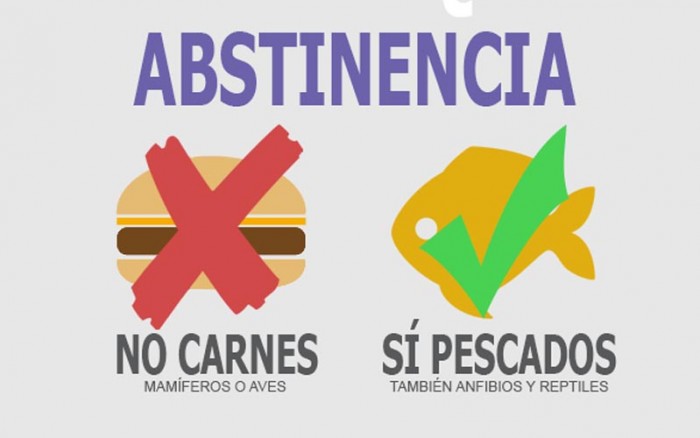 ABSTINENCIA
NO CARNES
MAMÍFEROS O AVES
SÍ PESCADOS
TAMBIÉN ANFIBIOS Y REPTILES